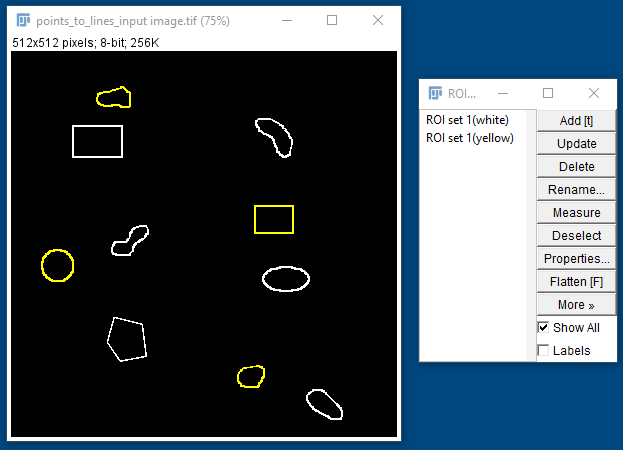 points_to_lines_input image.tif (75%)
512x512 pixels; 8-bit; 256K
ROI...
ROI set 1(white)
ROI set 1(yellow)
Add [t]
Update
Delete
Rename...
Measure
Deselect
Properties...
Flatten [F]
More »
Show All
Labels